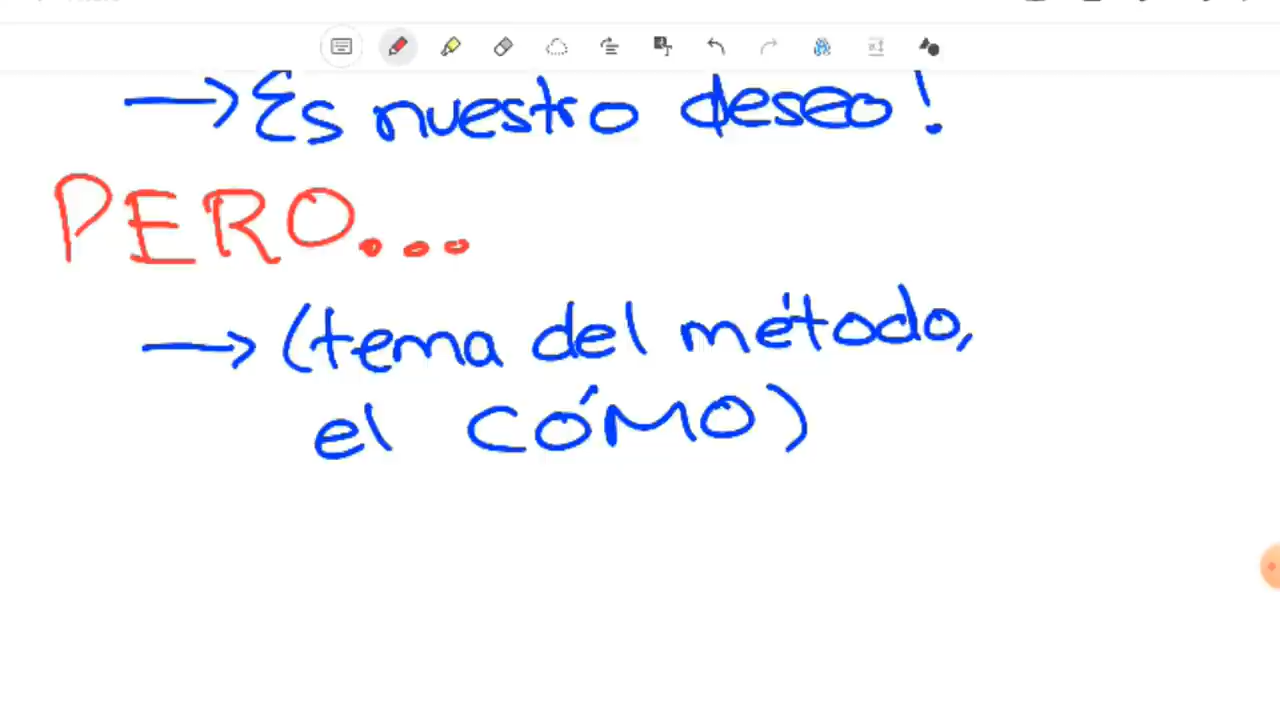 → Es nuestro deseo!
PERO...
→ (tema del método,
el CÓMO)